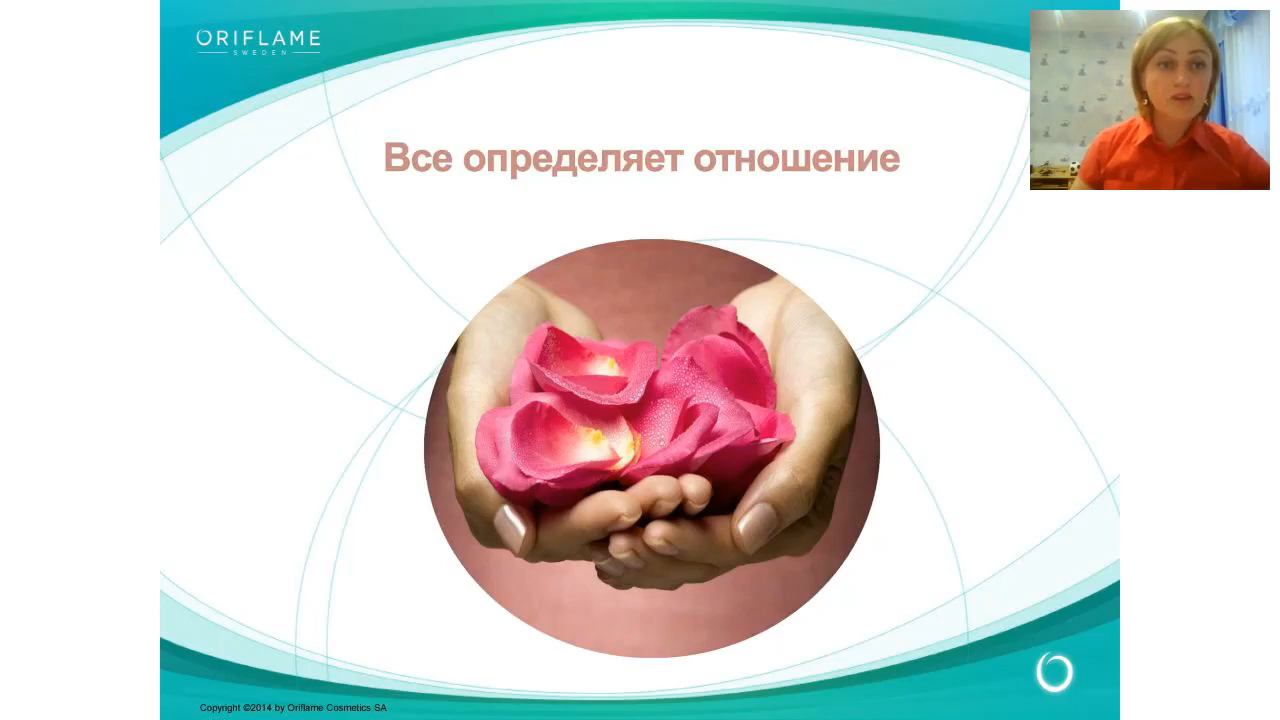 ORIFLAME
SWEDEN
Все определяет отношение
Copyright ©2014 by Oriflame Cosmetics SA